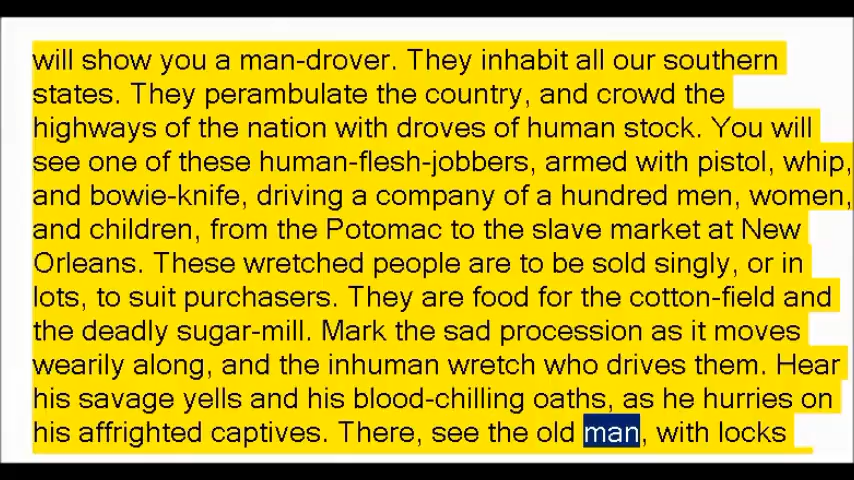 will show you a man-drover. They inhabit all our southern
states. They perambulate the country, and crowd the
highways of the nation with droves of human stock. You will
see one of these human-flesh-jobbers, armed with pistol, whip,
and bowie-knife, driving a company of a hundred men, women,
and children, from the Potomac to the slave market at New
Orleans. These wretched people are to be sold singly, or in
lots, to suit purchasers. They are food for the cotton-field and
the deadly sugar-mill. Mark the sad procession as it moves
wearily along, and the inhuman wretch who drives them. Hear
his savage yells and his blood-chilling oaths, as he hurries on
his affrighted captives. There, see the old man, with locks